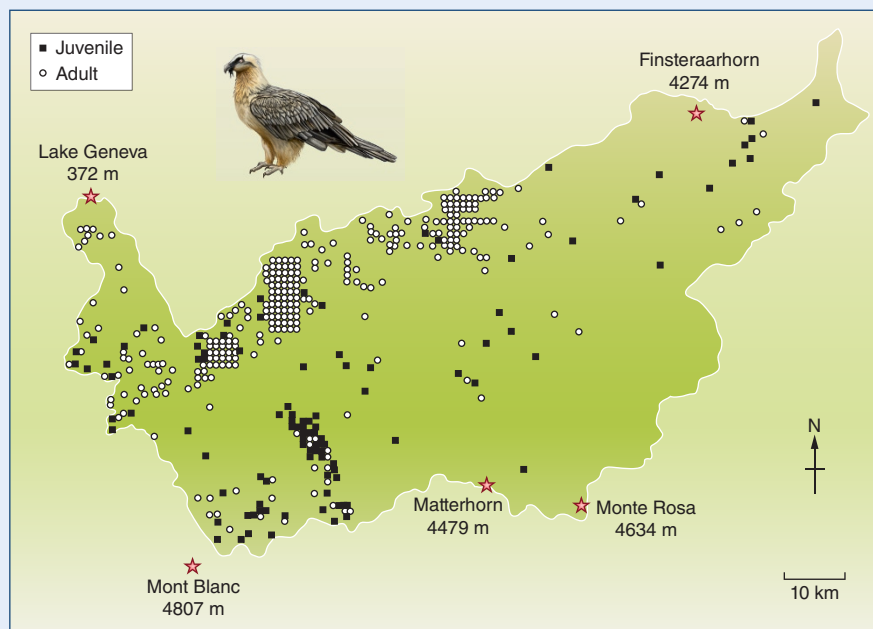 Juvenile
Adult
Finsteraarhorn
4274 m
Lake Geneva
372 m
N
Matterhorn
4479 m
Monte Rosa
4634 m
Mont Blanc
4807 m
10 km